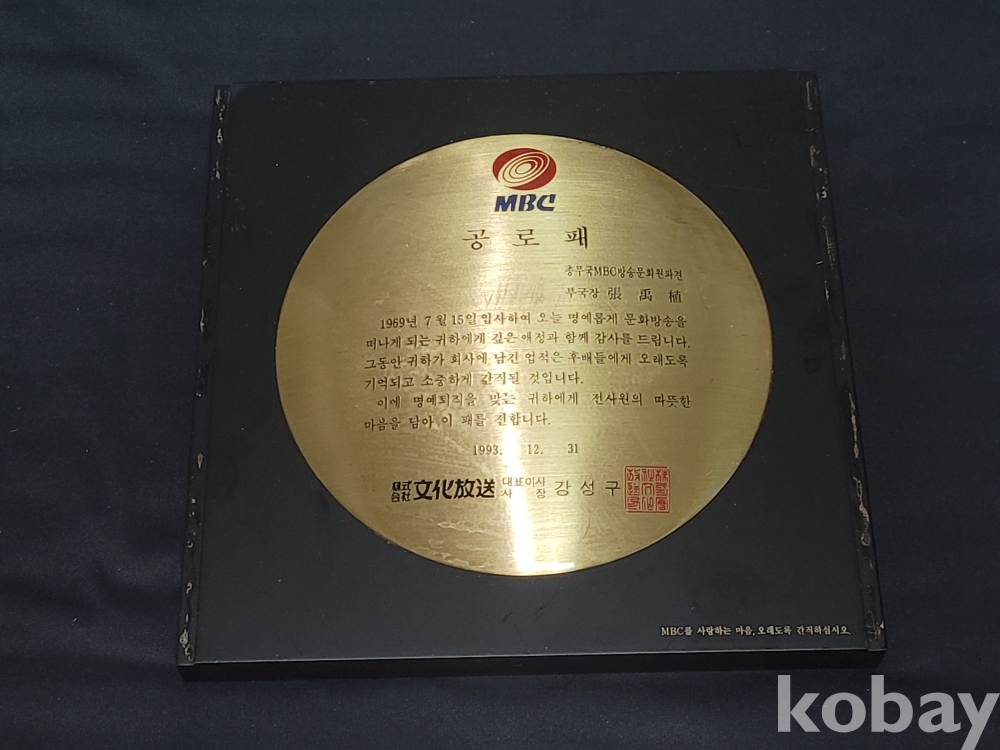 MBC
공 로 패
총무국MBC방송문화원파견
부국장 張 禹 植
1969년 7월 15일 입사하여 오늘 명예롭게 문화방송을
떠나게 되는 귀하에게 깊은 애정과 함께 감사를 드립니다.
그동안 귀하가 회사에 남긴 업적은 후배들에게 오래도록
기억되고 소중하게 간직될 것입니다.
이에 명예퇴직을 맞는 귀하에게 전사원의 따뜻한
마음을 담아 이 패를 전합니다.
1993. 12. 31
株式會社 文化放送 대표이사 사장 강성구
MBC를 사랑하는 마음, 오래도록 간직하십시오.
kobay